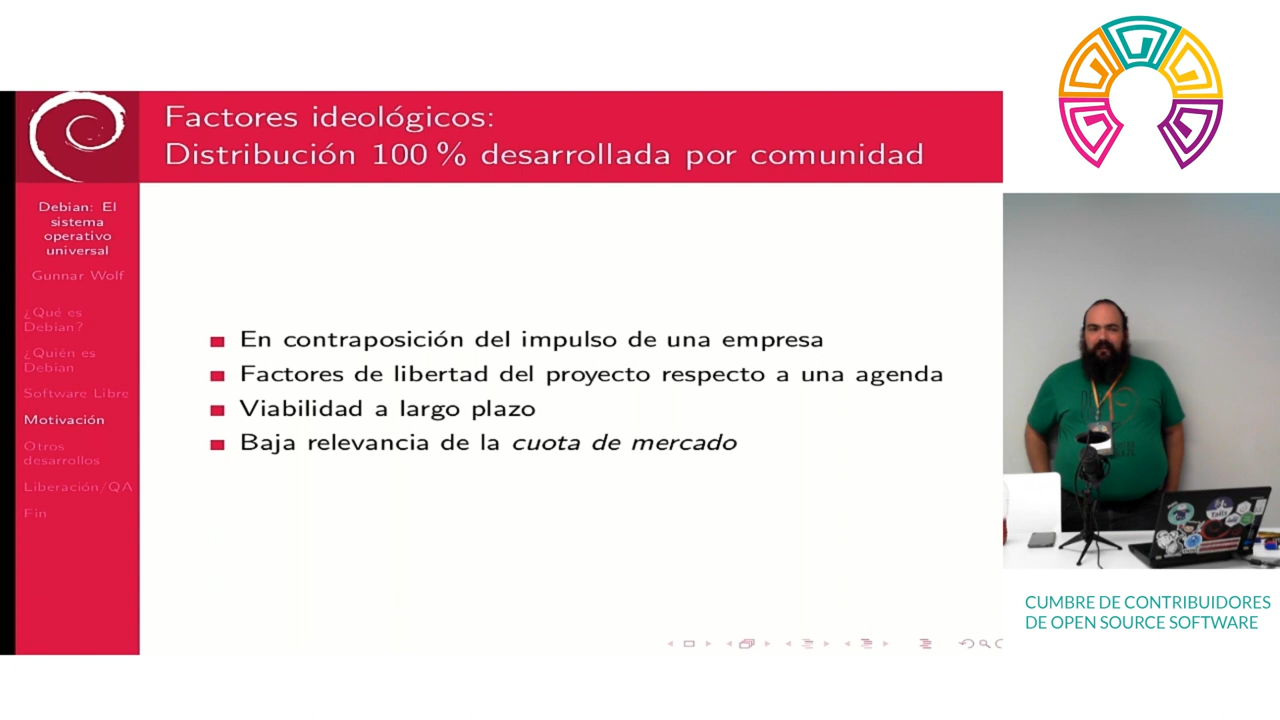 Factores ideológicos:
Distribución 100 % desarrollada por comunidad
Debian: El
sistema
operativo
universal
Gunnar Wolf
¿Qué es
Debian?
¿Quién es
Debian
Software Libre
Motivación
Otros
desarrollos
Liberación/QA
Fin
En contraposición del impulso de una empresa
Factores de libertad del proyecto respecto a una agenda
Viabilidad a largo plazo
Baja relevancia de la cuota de mercado
CUMBRE DE CONTRIBUIDORES
DE OPEN SOURCE SOFTWARE